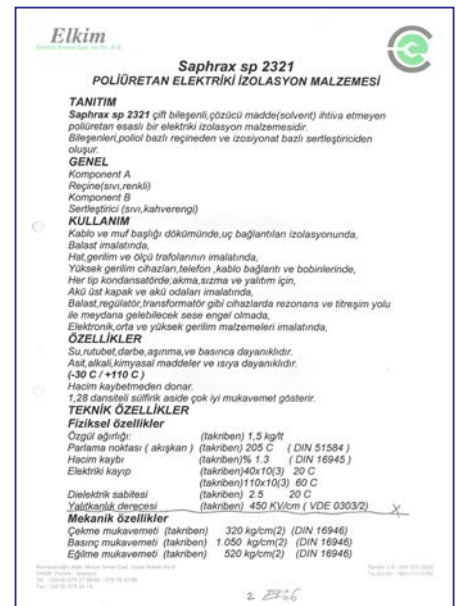 Elkim
Saphrax sp 2321
POLİÜRETAN ELEKTRİKİ İZOLASYON MALZEMESİ
TANITIM
Saphrax sp 2321 çift bileşenli,çözücü madde(solvent) ihtiva etmeyen
poliüretan esaslı bir elektriki izolasyon malzemesidir.
Bileşenleri,poliol bazlı reçineden ve izosiyonat bazlı sertleştiriciden
oluşur.
GENEL
Komponent A
Reçine(sıvı,renkli)
Komponent B
Sertleştirici (sıvı,kahverengi)
KULLANIM
Kablo ve muf başlığı dökümünde,uç bağlantıları izolasyonunda,
Balast imalatında,
Hat,gerilim ve ölçü trafolarının imalatında,
Yüksek gerilim cihazları,telefon ,kablo bağlantı ve bobinlerinde,
Her tip kondansatörde,akma,sızma ve yalıtım için,
Akü üst kapak ve akü odaları imalatında,
Balast,regülatör,transformatör gibi cihazlarda rezonans ve titreşim yolu
ile meydana gelebilecek sese engel olmada,
Elektronik,orta ve yüksek gerilim malzemeleri imalatında,
ÖZELLİKLER
Su,rutubet,darbe,aşınma,ve basınca dayanıklıdır.
Asit,alkali,kimyasal maddeler ve ısıya dayanıklıdır.
(-30 C / +110 C )
Hacim kaybetmeden donar.
1,28 dansiteli sülfirik aside çok iyi mukavemet gösterir.
TEKNİK ÖZELLİKLER
Fiziksel özellikler
Özgül ağırlığı: (takriben) 1,5 kg/lt
Parlama noktası ( akışkan ) (takriben) 205 C ( DIN 51584 )
Hacim kaybı (takriben)% 1.3 ( DIN 16945 )
Elektriki kayıp (takriben)40x10(3) 20 C
(takriben)110x10(3) 60 C
Dielektrik sabitesi (takriben) 2.5 20 C
Yalıtkanlık derecesi (takriben) 450 KV/cm ( VDE 0303/2) X
Mekanik özellikler
Çekme mukavemeti (takriben) 320 kg/cm(2) (DIN 16946)
Basınç mukavemeti (takriben) 1.050 kg/cm(2) (DIN 16946)
Eğilme mukavemeti (takriben) 520 kg/cm(2) (DIN 16946)
2